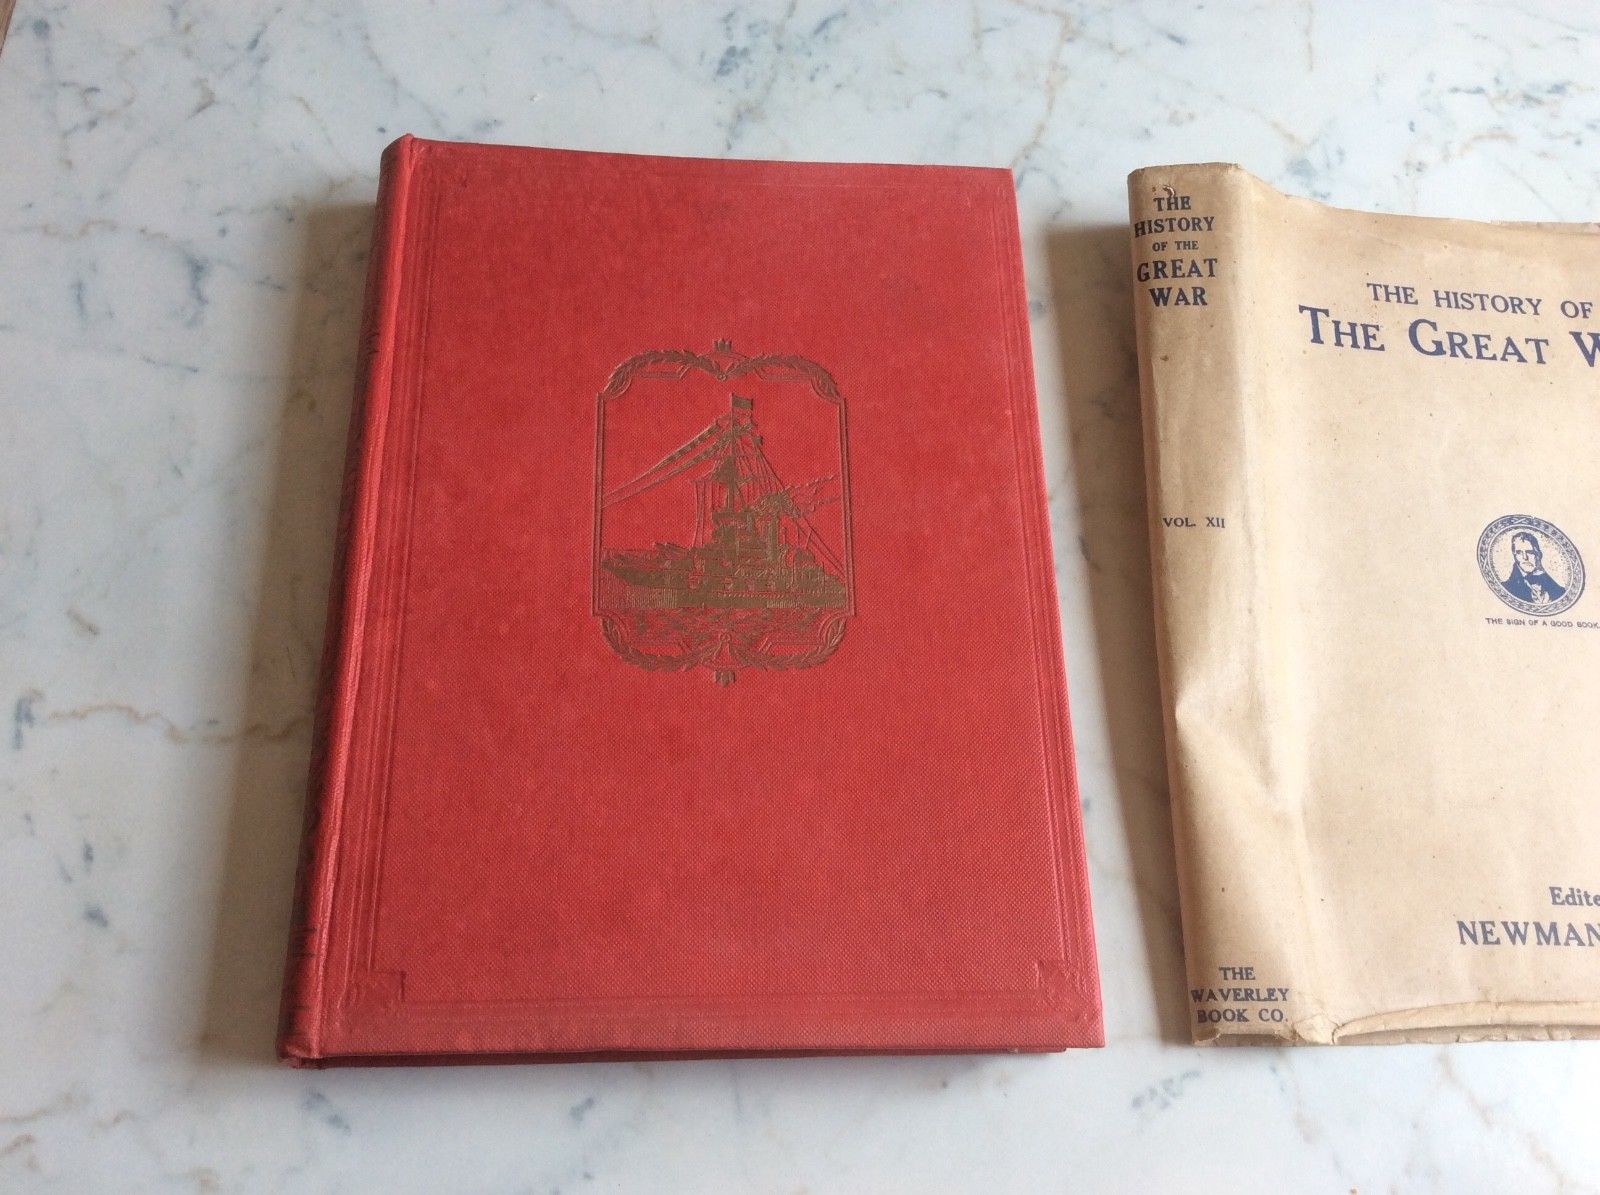 THE
HISTORY
OF THE
GREAT
WAR
VOL. XII
THE
WAVERLEY
BOOK CO.
THE HISTORY OF
THE GREAT W
THE SIGN OF A GOOD BOOK.
Edite
NEWMAN